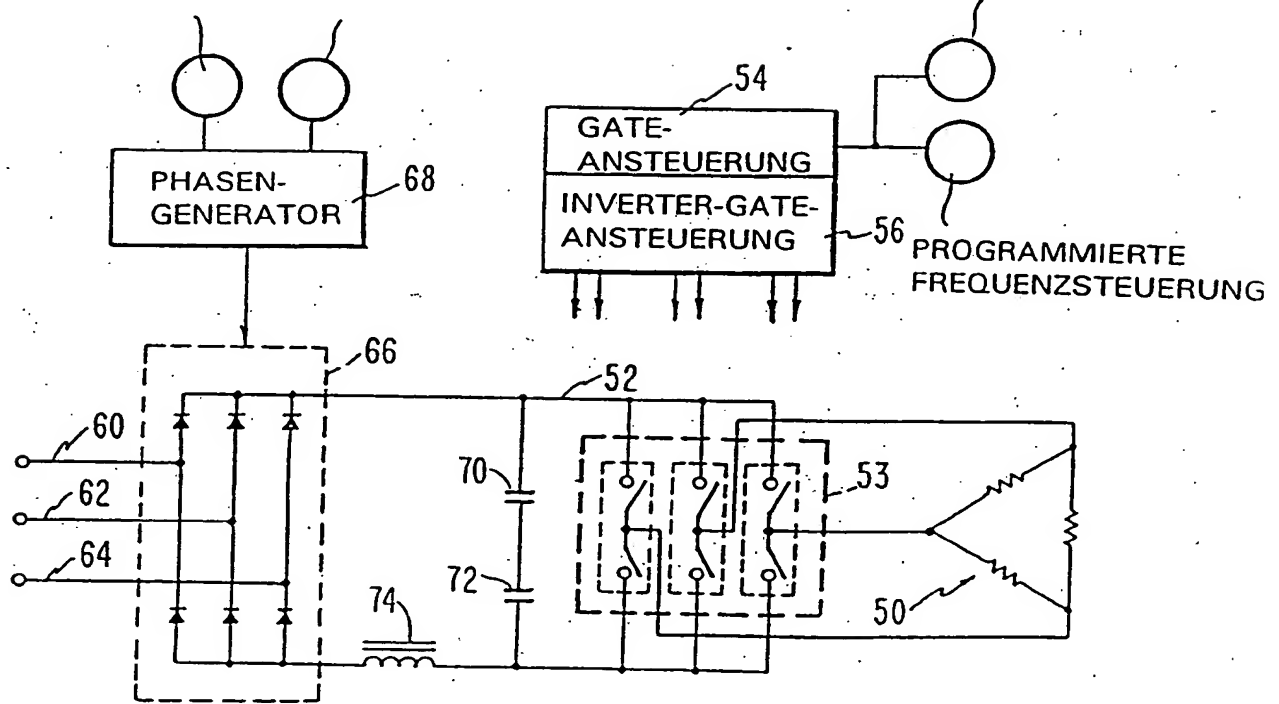 54
GATE-
ANSTEUERUNG
PHASEN-
GENERATOR
68
INVERTER-GATE-
ANSTEUERUNG
56
PROGRAMMIERTE
FREQUENZSTEUERUNG
66
52
60
70
53
62
64
72
74
50